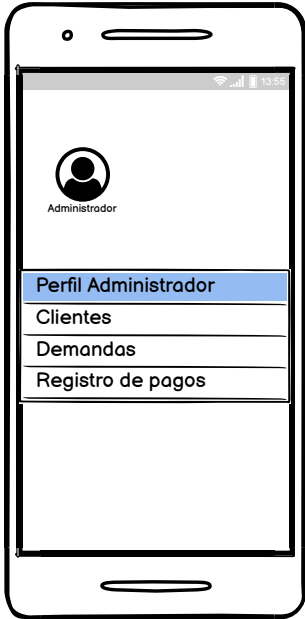 13:55
Administrador
Perfil Administrador
Clientes
Demandas
Registro de pagos